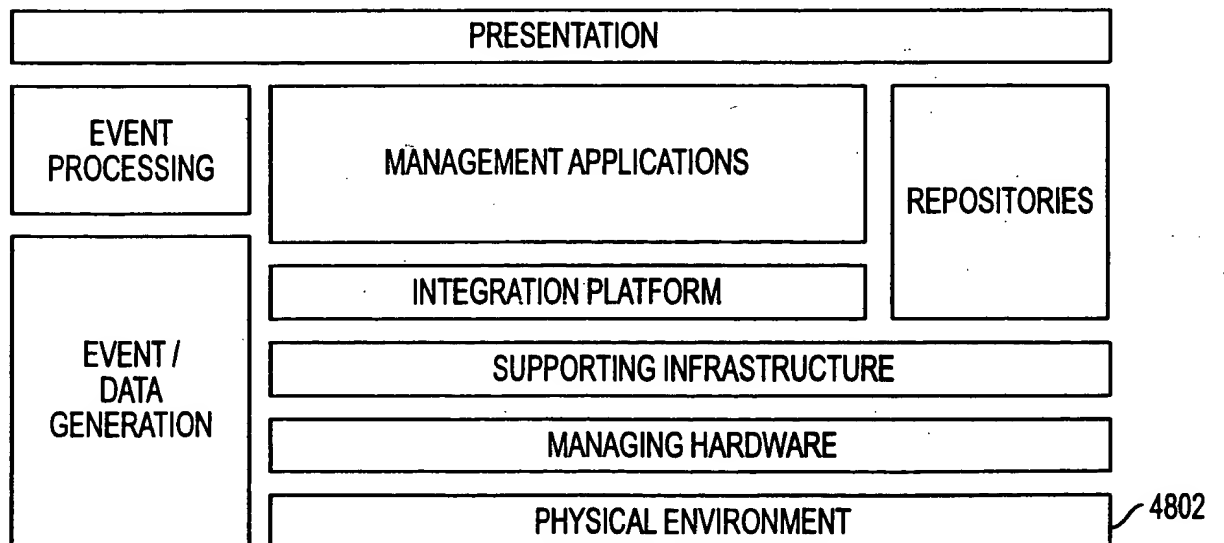 PRESENTATION
EVENT
PROCESSING
MANAGEMENT APPLICATIONS
REPOSITORIES
INTEGRATION PLATFORM
EVENT /
DATA
GENERATION
SUPPORTING INFRASTRUCTURE
MANAGING HARDWARE
PHYSICAL ENVIRONMENT
4802